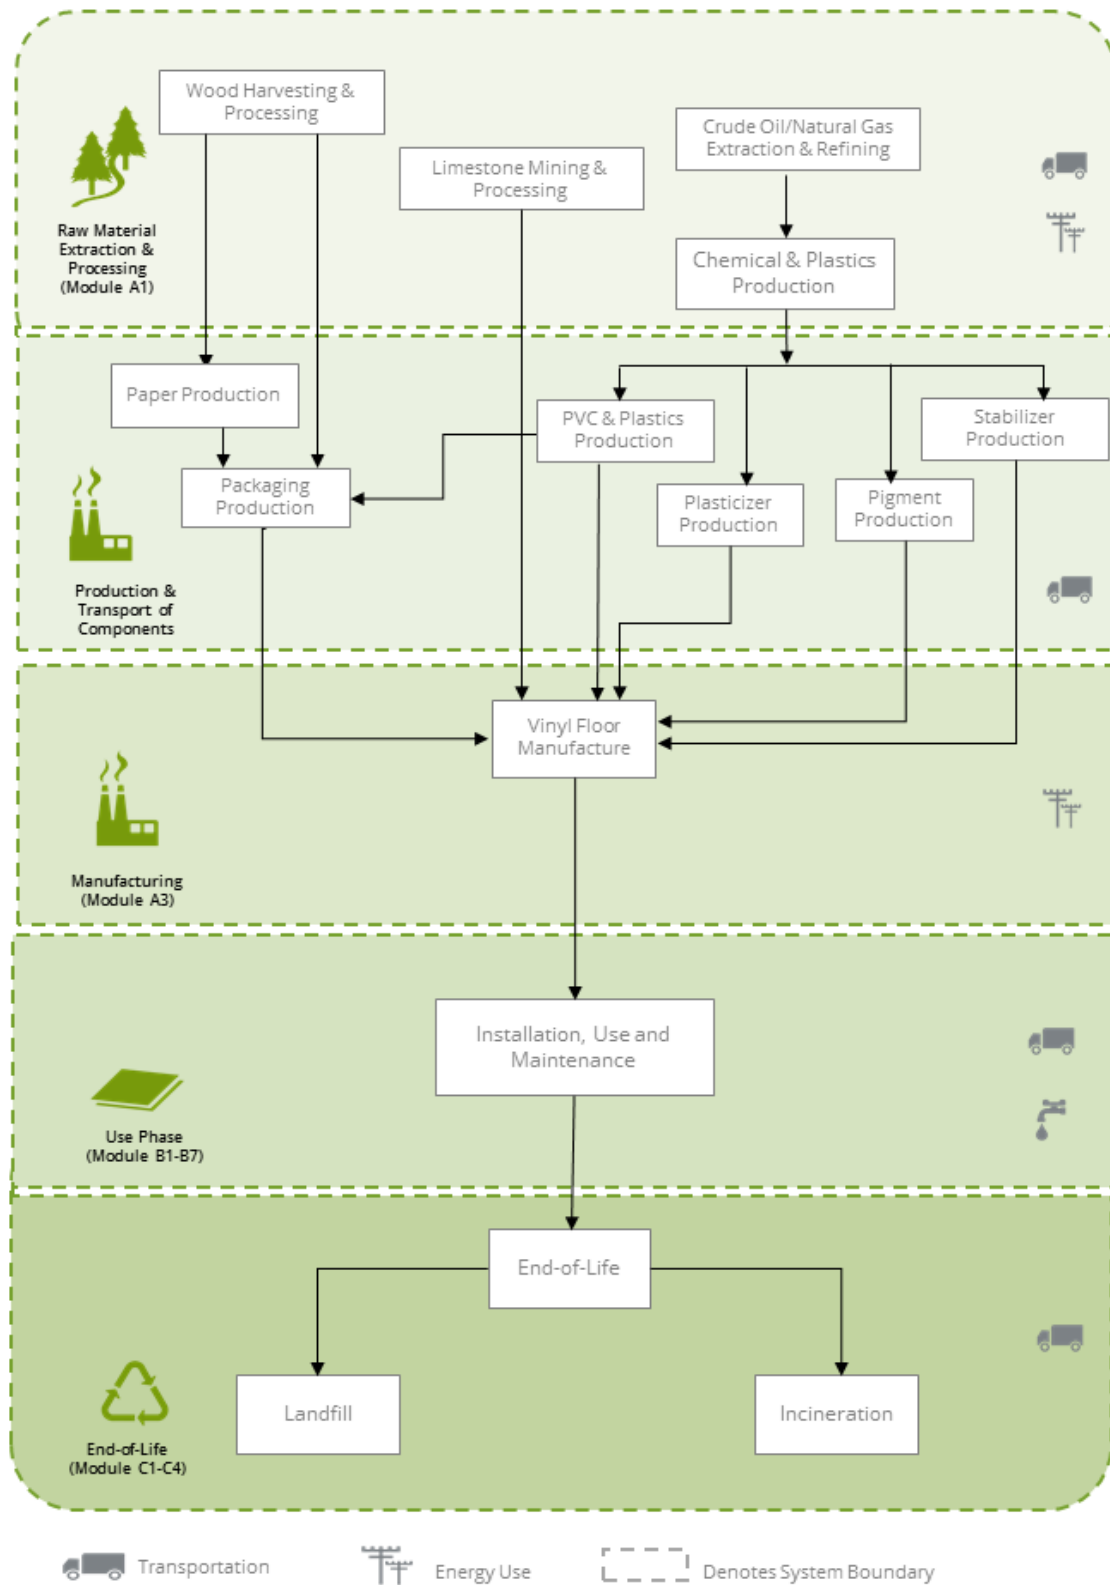 Wood Harvesting &
Processing
Crude Oil/Natural Gas
Extraction & Refining
Limestone Mining &
Processing
Raw Material
Extraction &
Processing
(Module A1)
Chemical & Plastics
Production
Paper Production
PVC & Plastics
Production
Stabilizer
Production
Packaging
Production
Plasticizer
Production
Pigment
Production
Production &
Transport of
Components
Vinyl Floor
Manufacture
Manufacturing
(Module A3)
Installation, Use and
Maintenance
Use Phase
(Module B1-B7)
End-of-Life
Landfill
Incineration
End-of-Life
(Module C1-C4)
Transportation
Energy Use
Denotes System Boundary